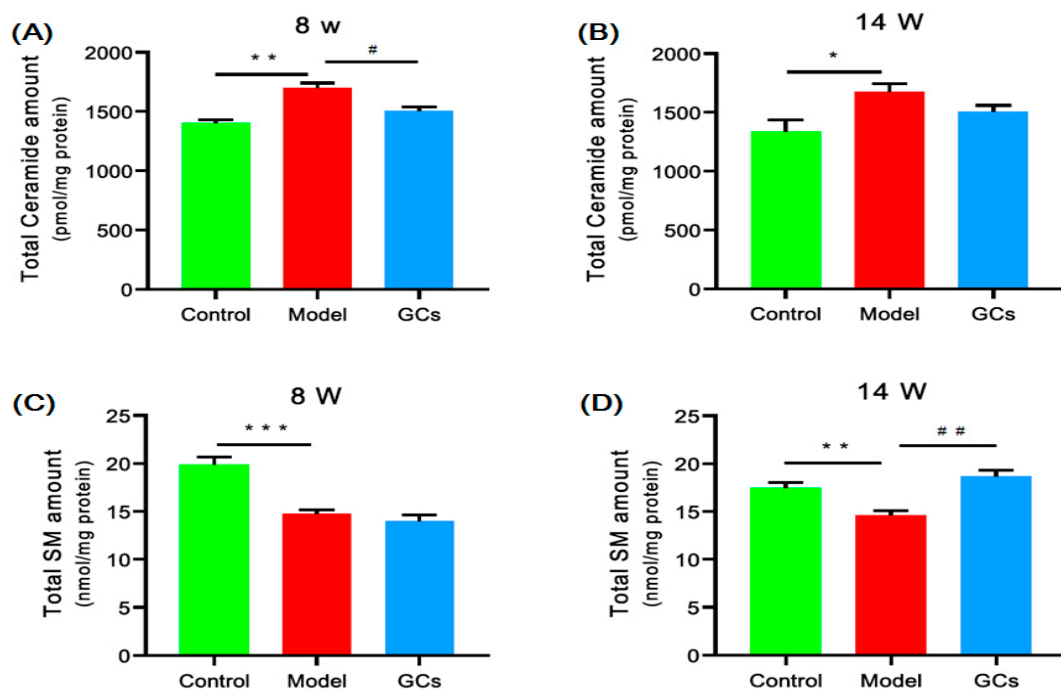 (A)
8 w
Total Ceramide amount
(pmol/mg protein)
2000
1500
1000
500
0
* *
#
Control Model GCs
(B)
14 W
Total Ceramide amount
(pmol/mg protein)
2000
1500
1000
500
0
*
Control Model GCs
(C)
8 W
Total SM amount
(nmol/mg protein)
25
20
15
10
5
0
* * *
Control Model GCs
(D)
14 W
Total SM amount
(nmol/mg protein)
25
20
15
10
5
0
* *
# #
Control Model GCs